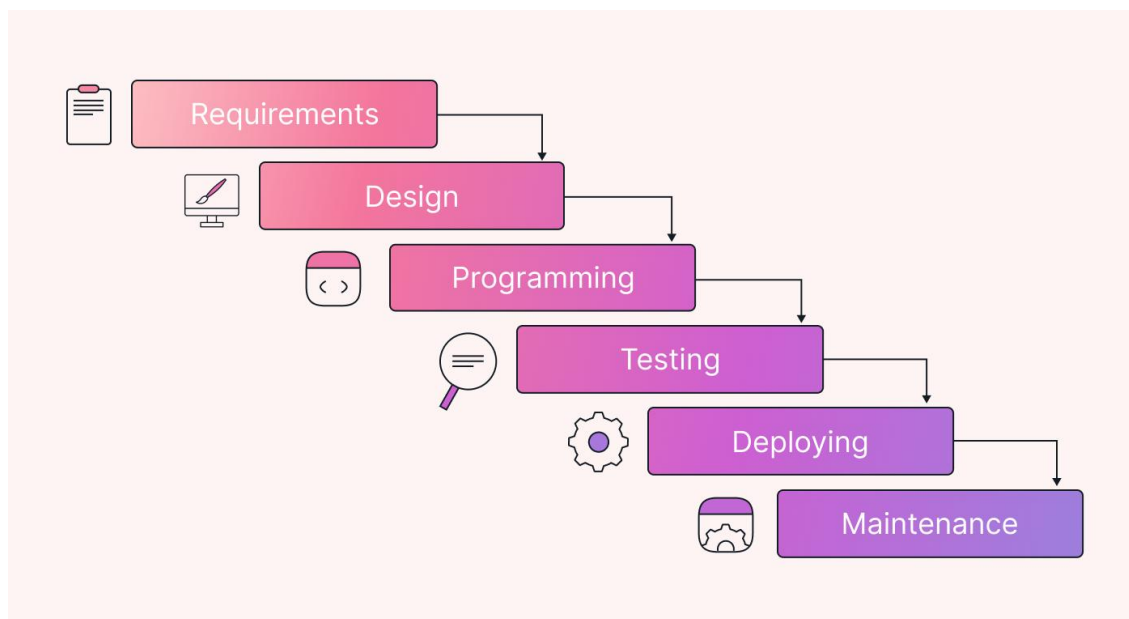 Requirements
Design
Programming
Testing
Deploying
Maintenance